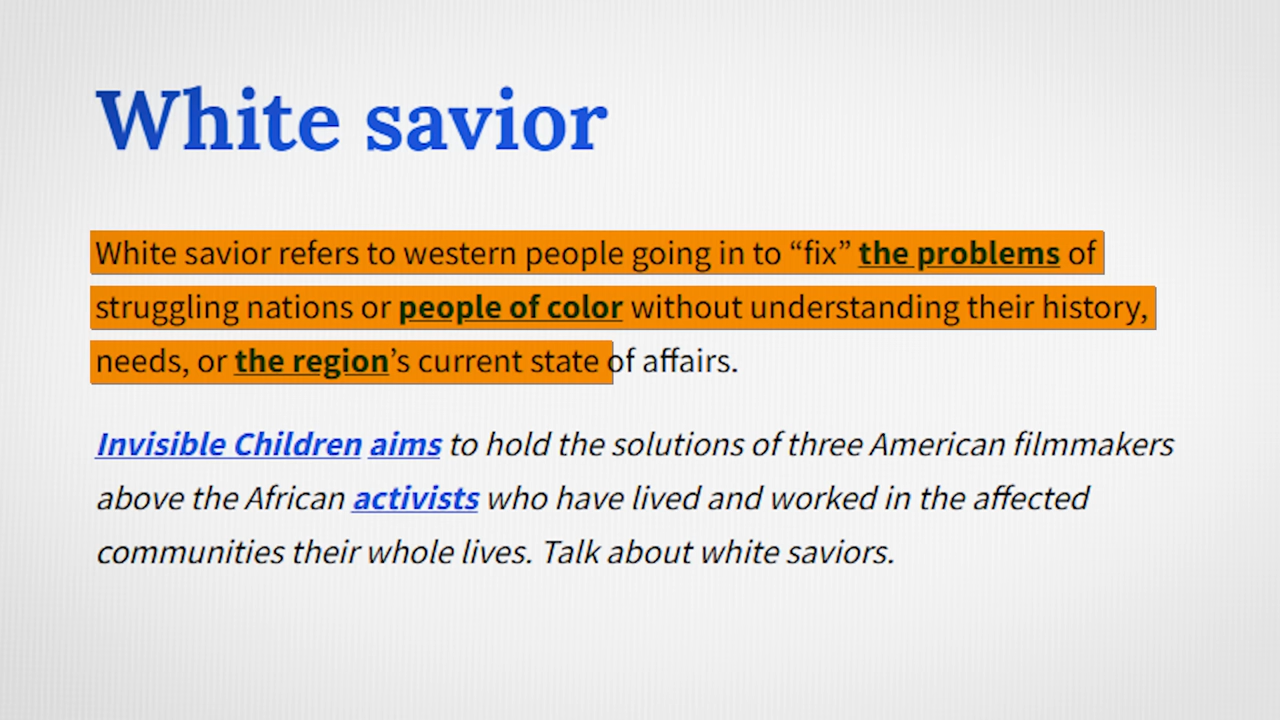 White savior
White savior refers to western people going in to “fix” the problems of
struggling nations or people of color without understanding their history,
needs, or the region’s current state of affairs.
Invisible Children aims to hold the solutions of three American filmmakers
above the African activists who have lived and worked in the affected
communities their whole lives. Talk about white saviors.